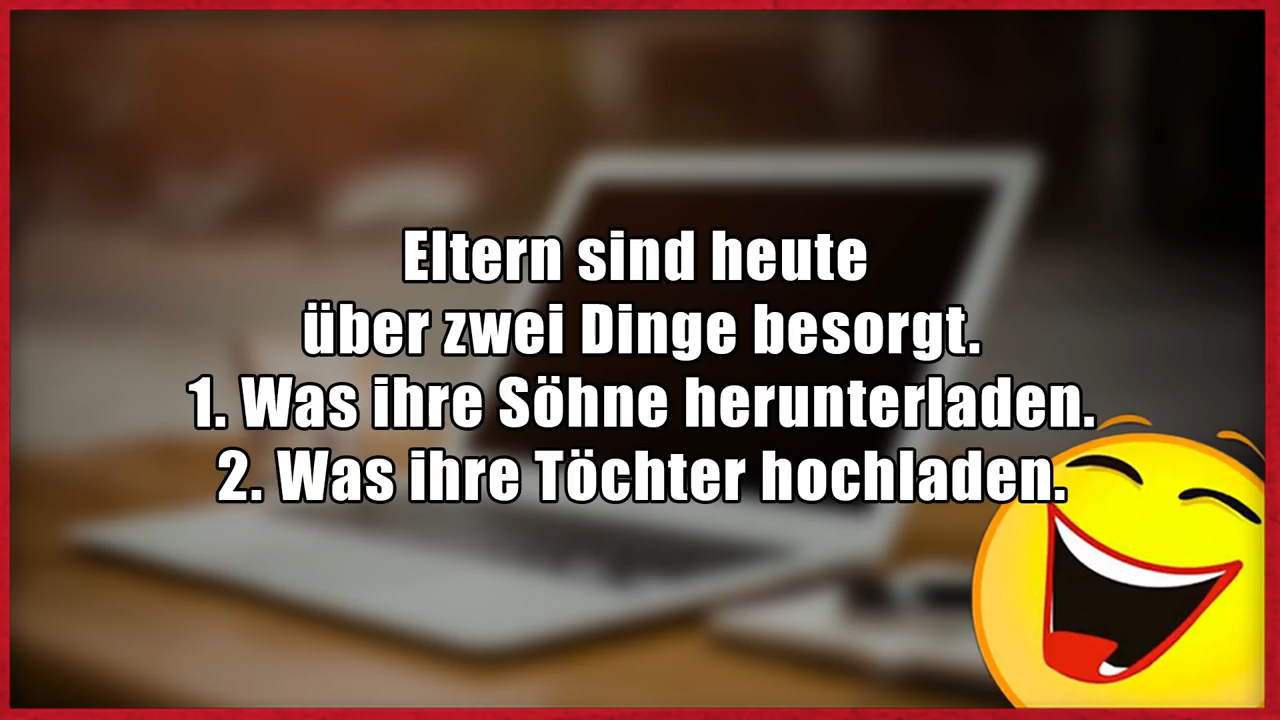 Eltern sind heute
über zwei Dinge besorgt.
1. Was ihre Söhne herunterladen.
2. Was ihre Töchter hochladen.